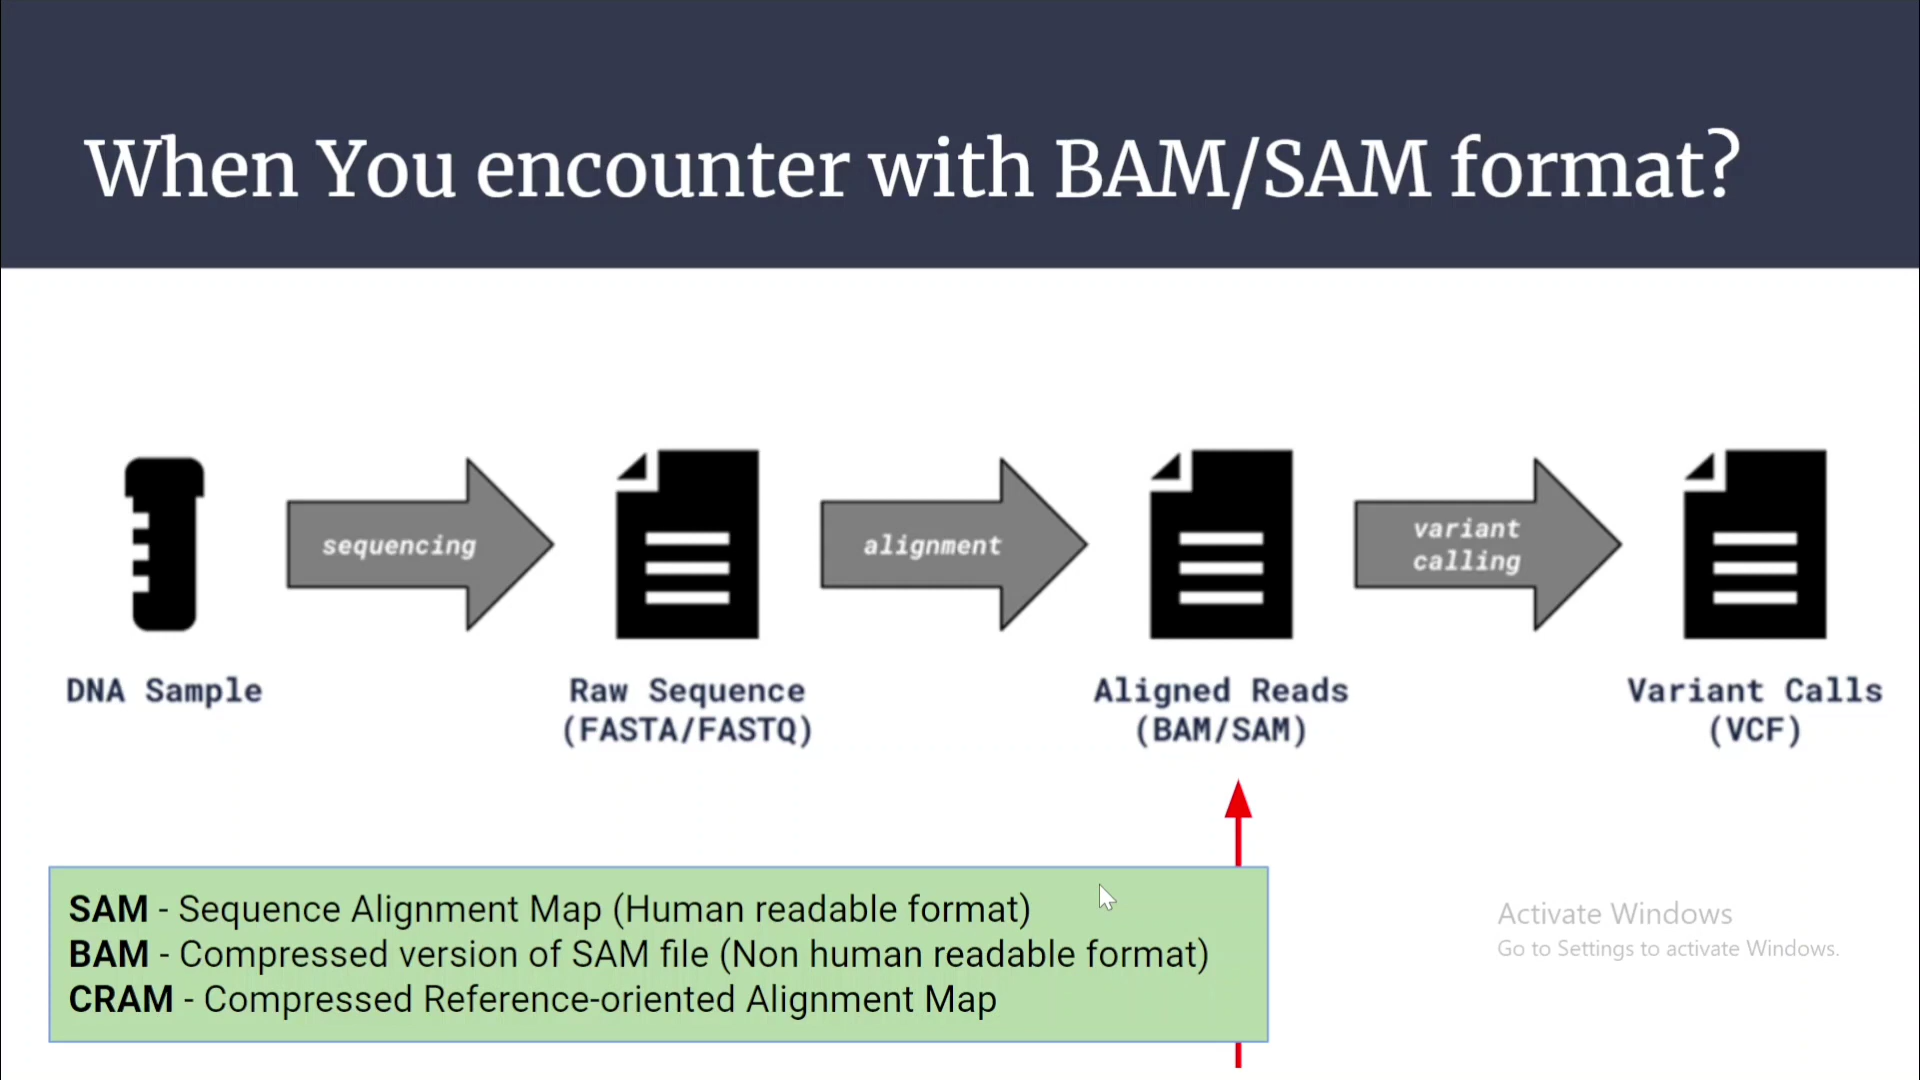 When You encounter with BAM/SAM format?
sequencing
alignment
variant
calling
DNA Sample
Raw Sequence
(FASTA/FASTQ)
Aligned Reads
(BAM/SAM)
Variant Calls
(VCF)
SAM - Sequence Alignment Map (Human readable format)
BAM - Compressed version of SAM file (Non human readable format)
CRAM - Compressed Reference-oriented Alignment Map
Activate Windows
Go to Settings to activate Windows.